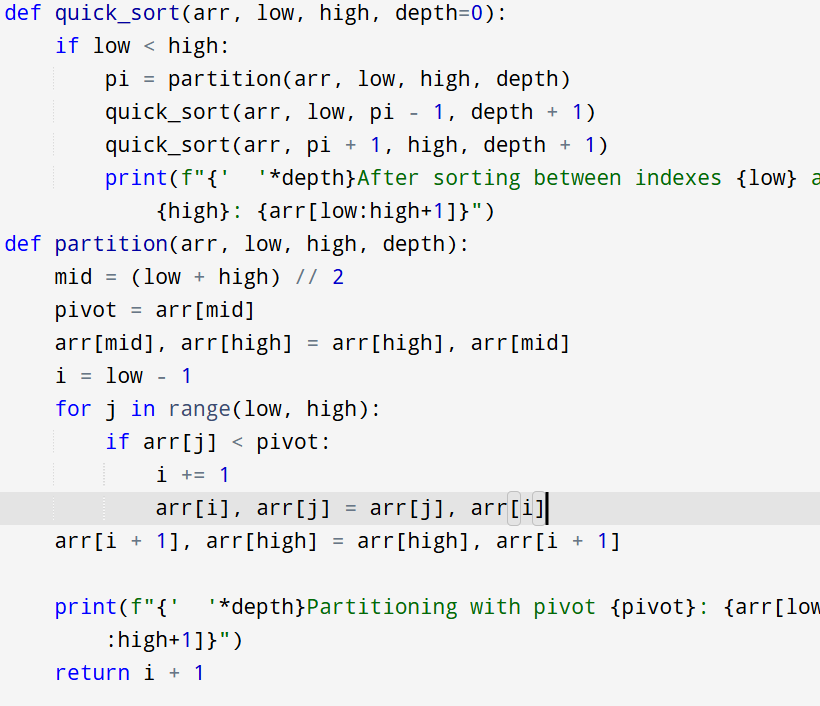 def quick_sort(arr, low, high, depth=0):
    if low < high:
        pi = partition(arr, low, high, depth)
        quick_sort(arr, low, pi - 1, depth + 1)
        quick_sort(arr, pi + 1, high, depth + 1)
        print(f"{'  '*depth}After sorting between indexes {low} a
            {high}: {arr[low:high+1]}")
def partition(arr, low, high, depth):
    mid = (low + high) // 2
    pivot = arr[mid]
    arr[mid], arr[high] = arr[high], arr[mid]
    i = low - 1
    for j in range(low, high):
        if arr[j] < pivot:
            i += 1
            arr[i], arr[j] = arr[j], arr[i]
    arr[i + 1], arr[high] = arr[high], arr[i + 1]

    print(f"{'  '*depth}Partitioning with pivot {pivot}: {arr[low
        :high+1]}")
    return i + 1